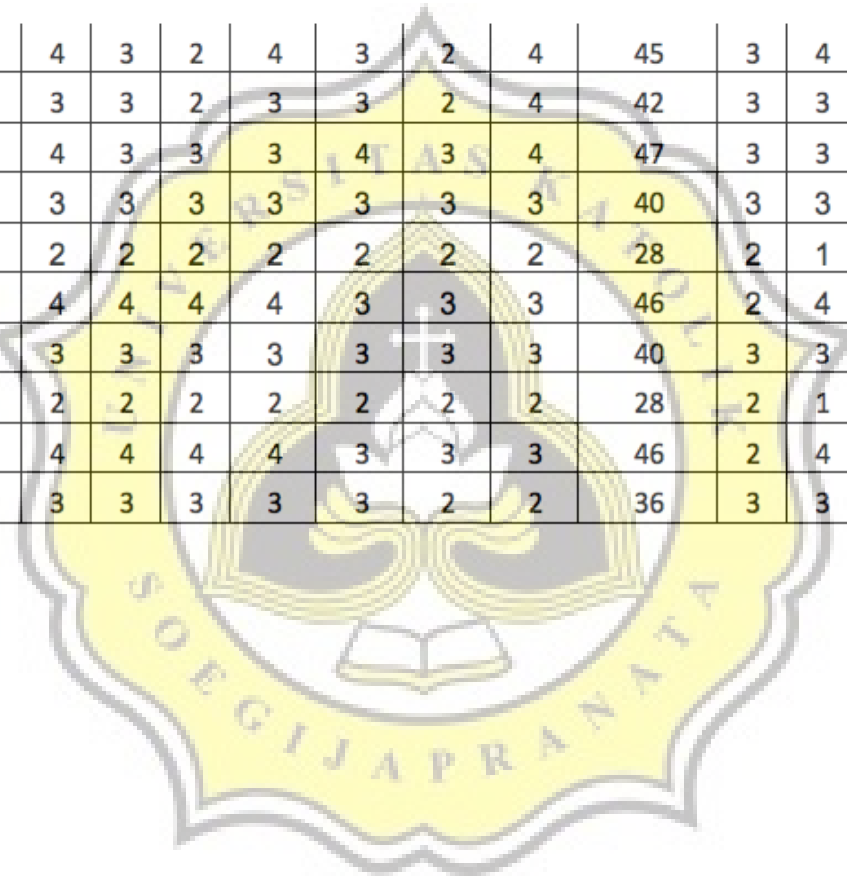 4 3 2 4 3 2 4 45 3 4
3 3 2 3 3 2 4 42 3 3
4 3 3 3 4 3 4 47 3 3
3 3 3 3 3 3 3 40 3 3
2 2 2 2 2 2 2 28 2 1
4 4 4 4 3 3 3 46 2 4
3 3 3 3 3 3 3 40 3 3
2 2 2 2 2 2 2 28 2 1
4 4 4 4 3 3 3 46 2 4
3 3 3 3 3 2 2 36 3 3
UNIVERSITAS KATOLIK
SOEGIJAPRANATA